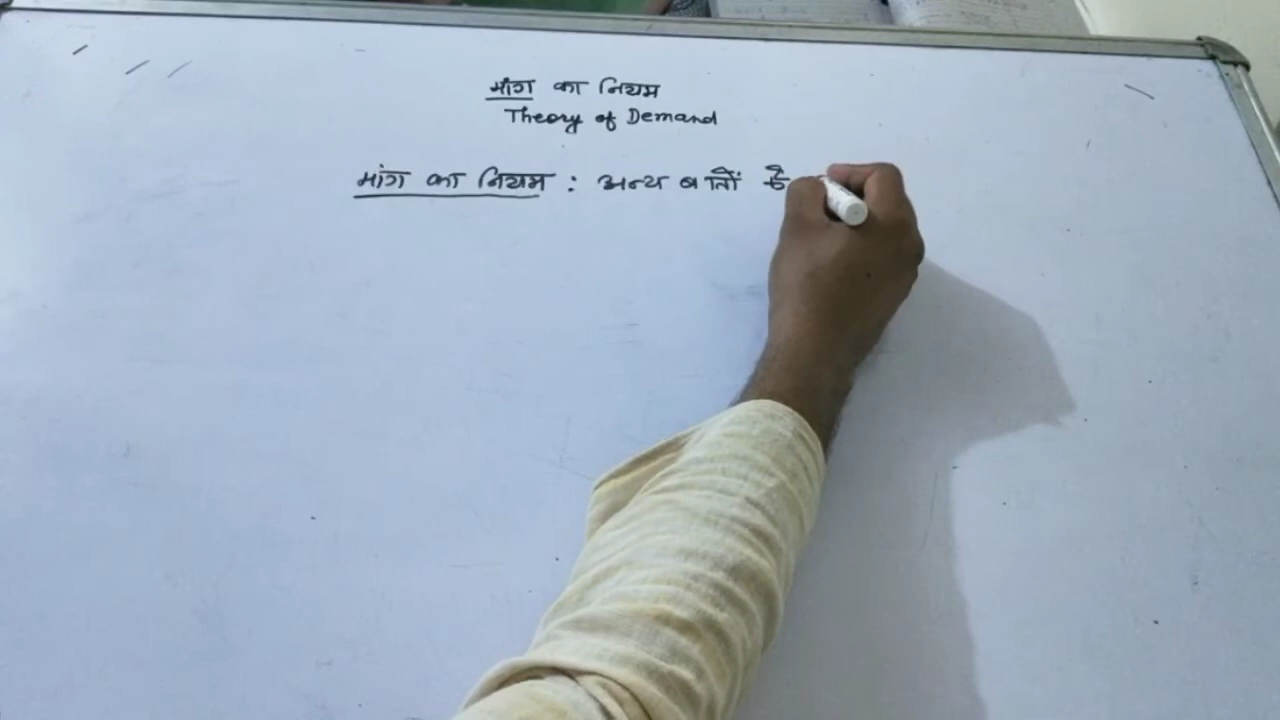 मांग का नियम
Theory of Demand
मांग का नियम : अन्य बातों के